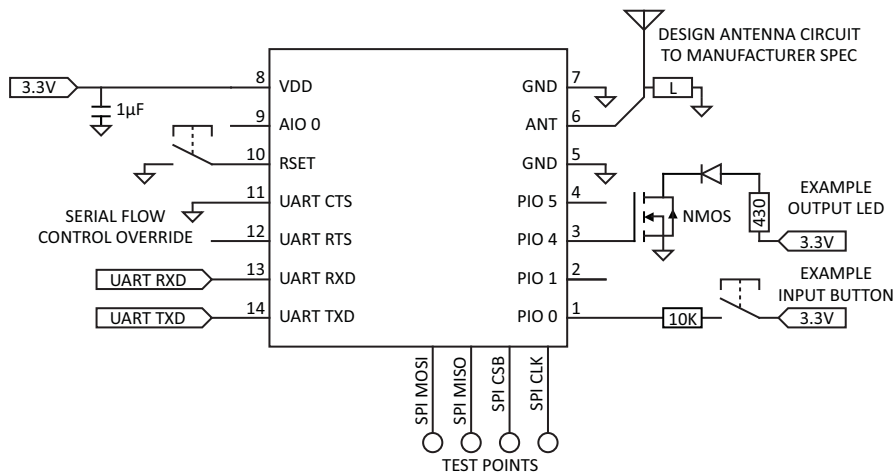 DESIGN ANTENNA CIRCUIT
TO MANUFACTURER SPEC
3.3V
8
VDD
GND
7
L
1µF
9
AIO 0
ANT
6
10
RSET
GND
5
11
UART CTS
PIO 5
4
SERIAL FLOW
CONTROL OVERRIDE
12
UART RTS
PIO 4
3
NMOS
430
EXAMPLE
OUTPUT LED
3.3V
UART RXD
13
UART RXD
PIO 1
2
EXAMPLE
INPUT BUTTON
UART TXD
14
UART TXD
PIO 0
1
10K
3.3V
SPI MOSI
SPI MISO
SPI CSB
SPI CLK
TEST POINTS